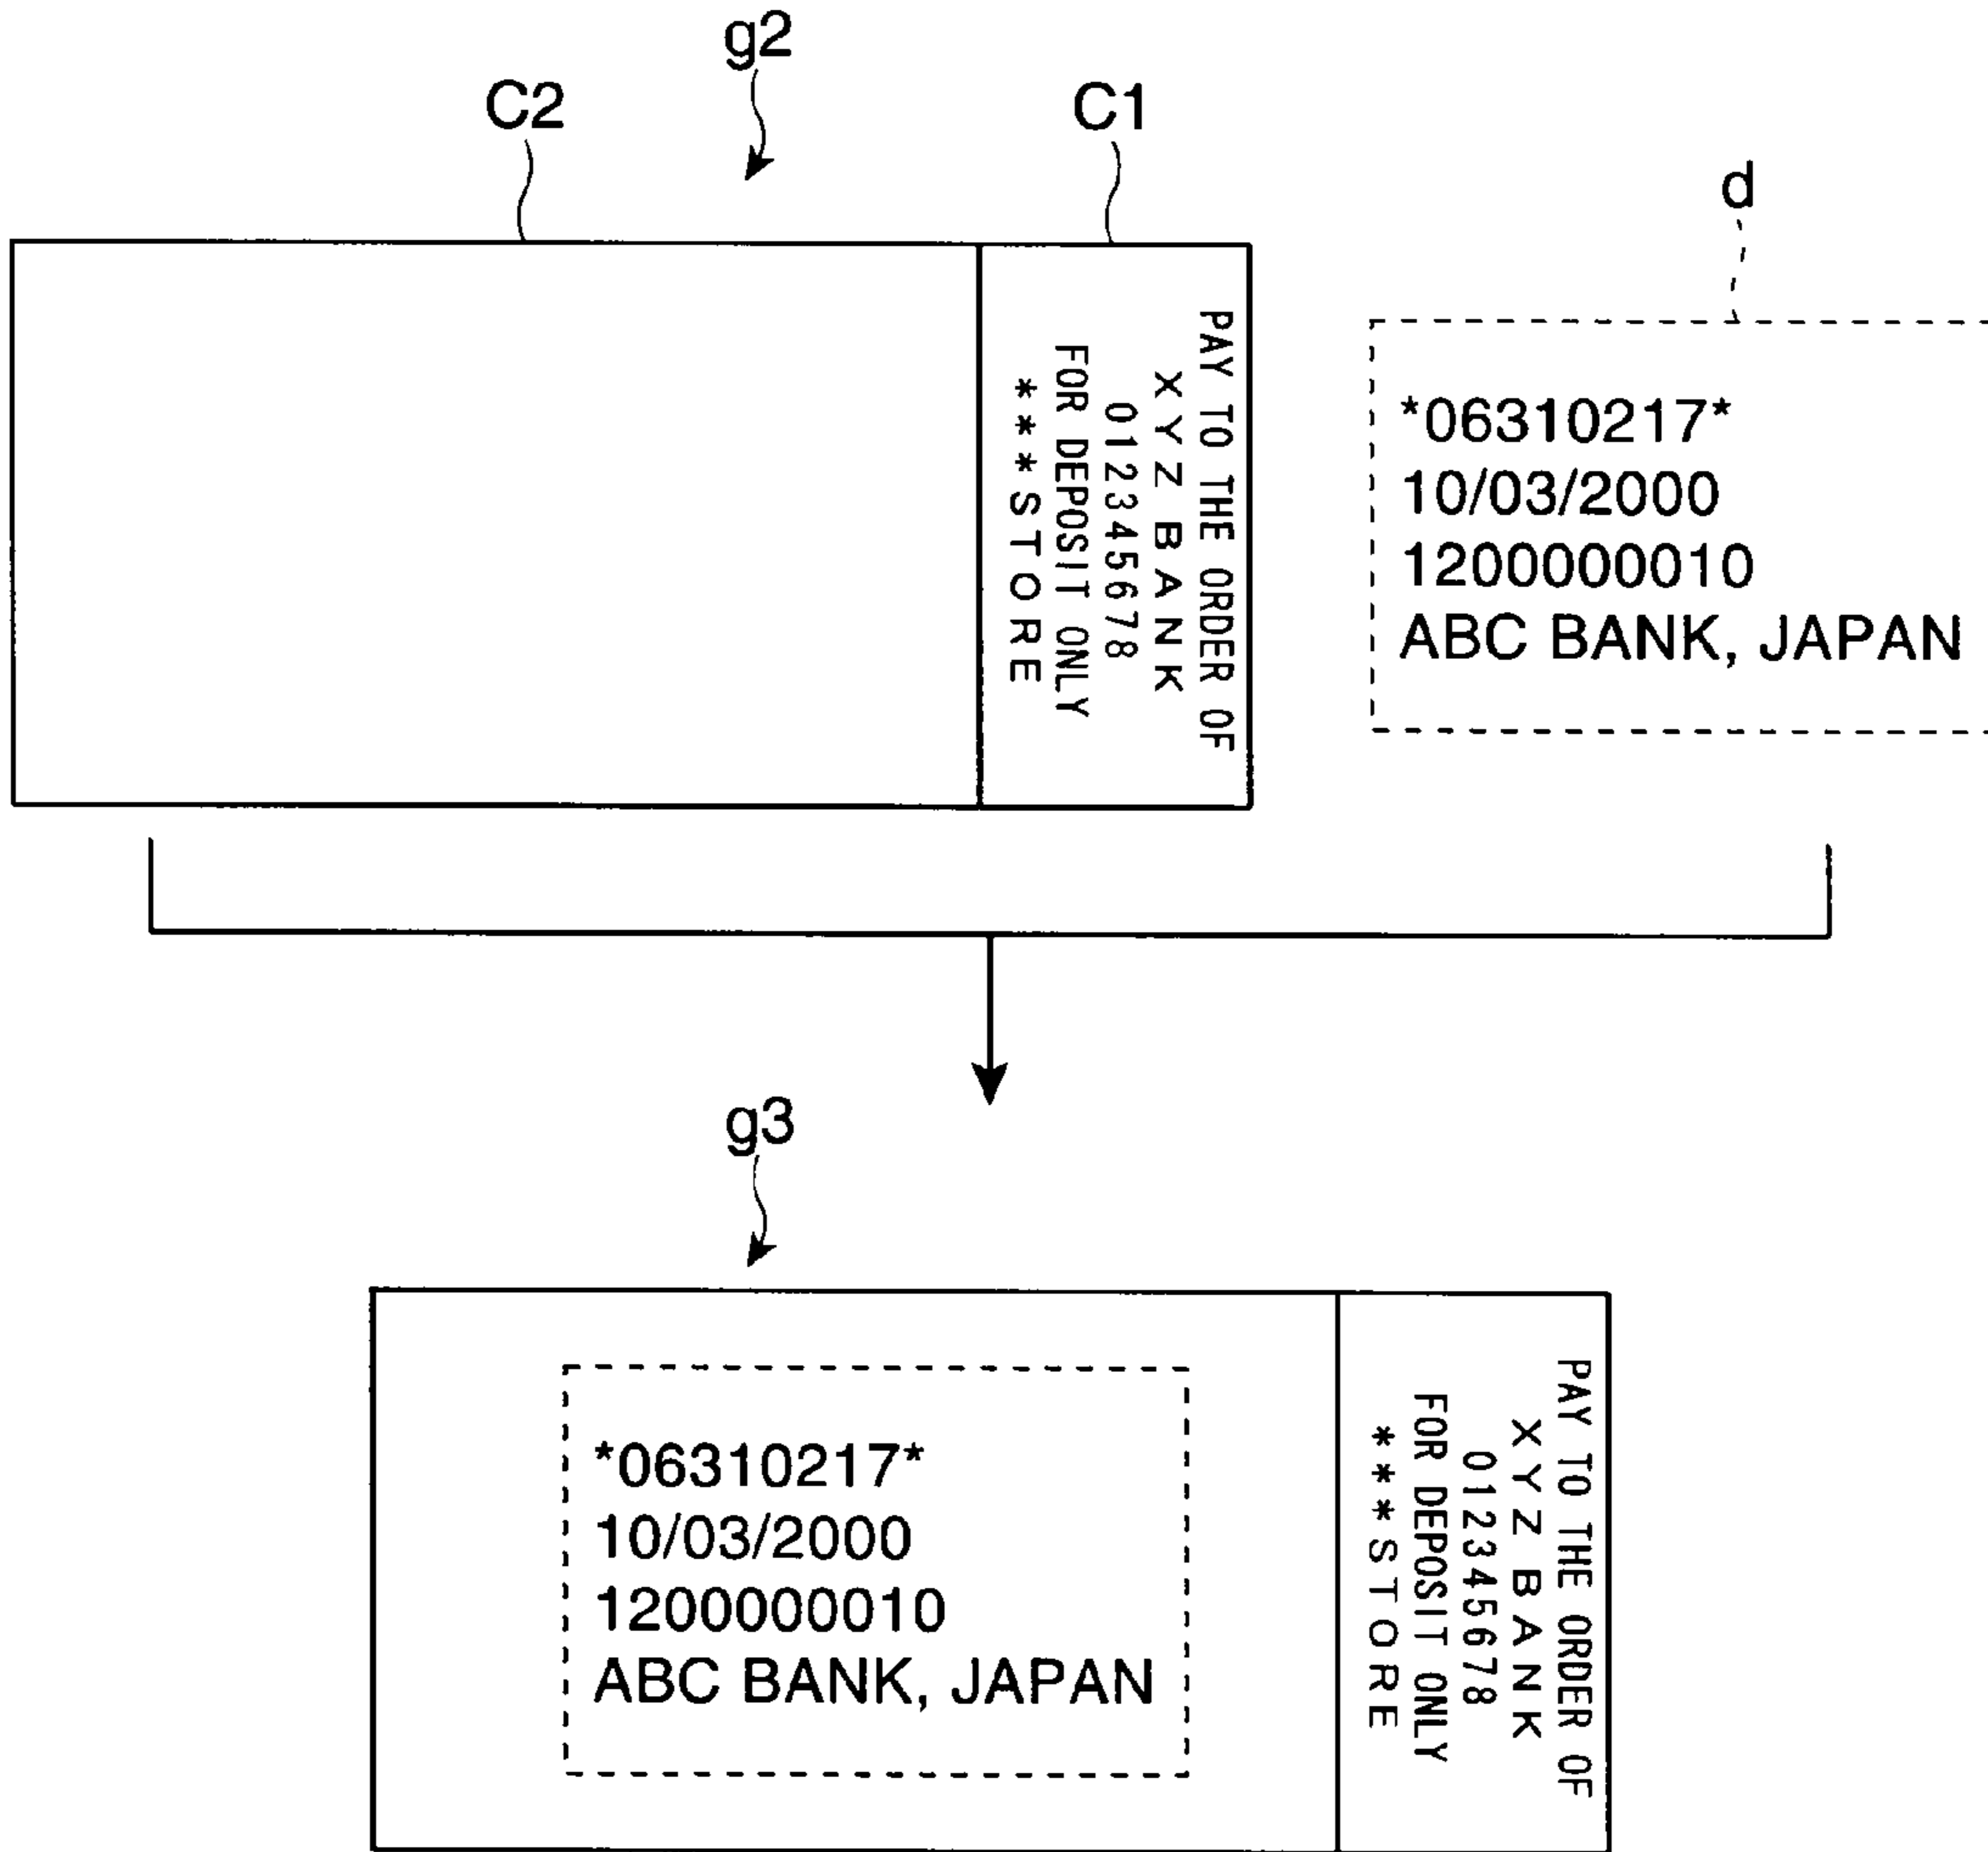 g2
C2
C1
d
PAY TO THE ORDER OF
XYZ BANK
012345678
FOR DEPOSIT ONLY
***STORE
*06310217*
10/03/2000
1200000010
ABC BANK, JAPAN
g3
*06310217*
10/03/2000
1200000010
ABC BANK, JAPAN
PAY TO THE ORDER OF
XYZ BANK
012345678
FOR DEPOSIT ONLY
***STORE